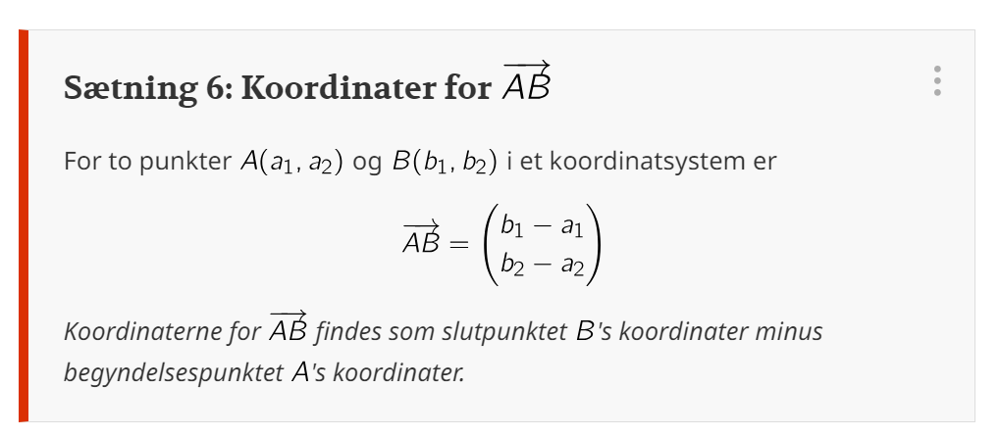 Sætning 6: Koordinater for $\overrightarrow{AB}$
For to punkter $A(a_1, a_2)$ og $B(b_1, b_2)$ i et koordinatsystem er
$\overrightarrow{AB} = \begin{pmatrix} b_1 - a_1 \\ b_2 - a_2 \end{pmatrix}$
Koordinaterne for $\overrightarrow{AB}$ findes som slutpunktet $B$'s koordinater minus
begyndelsespunktet $A$'s koordinater.